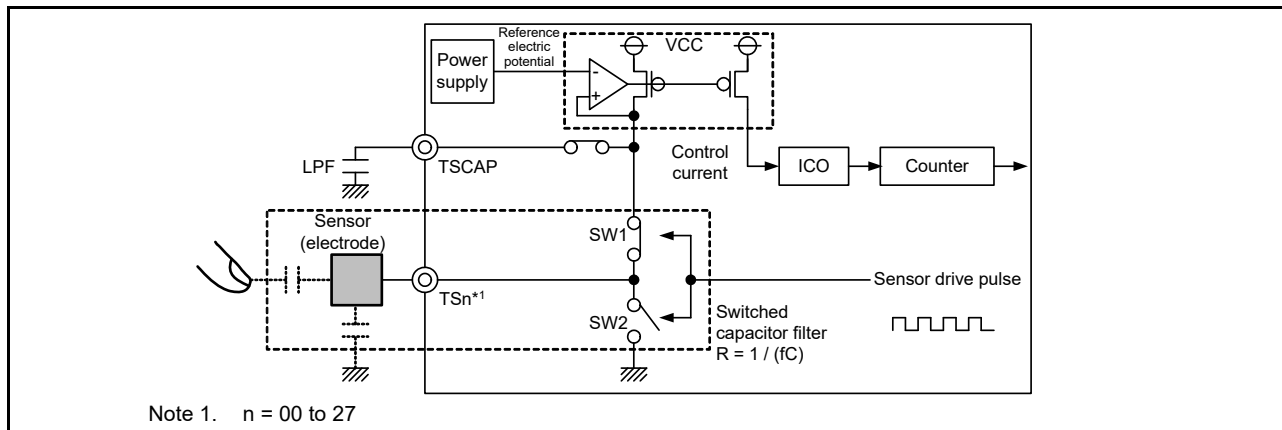 Reference
electric
potential
VCC
Power
supply
-
+
LPF
TSCAP
Control
current
ICO
Counter
Sensor
(electrode)
SW1
TSn*1
Sensor drive pulse
SW2
Switched
capacitor filter
R = 1 / (fC)
Note 1. n = 00 to 27